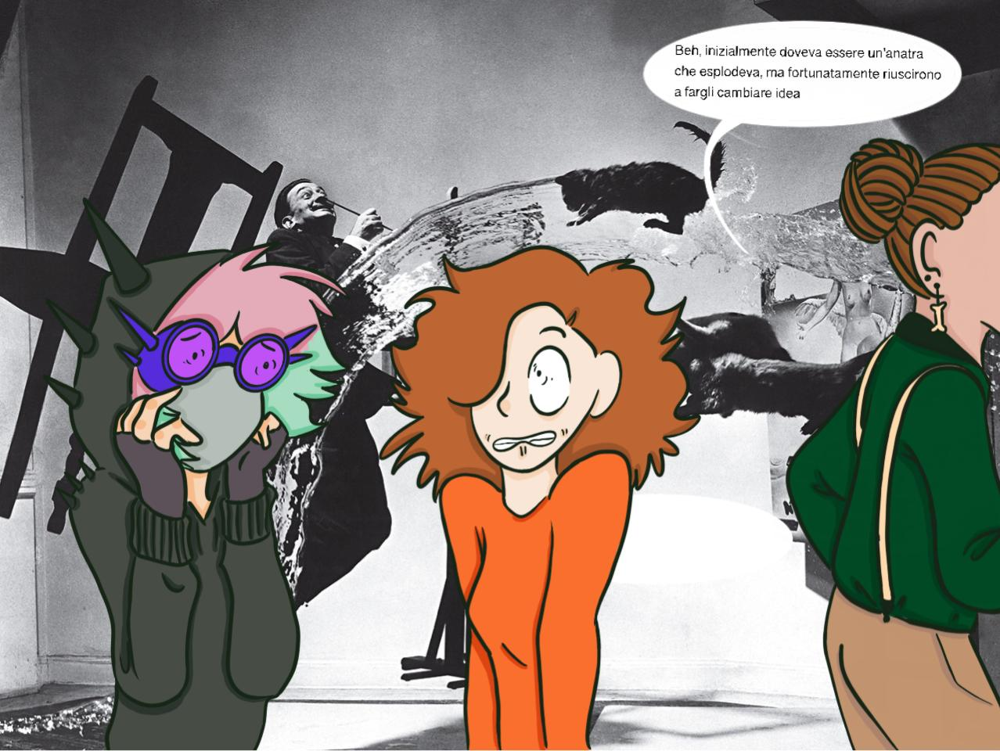 Beh, inizialmente doveva essere un'anatra
che esplodeva, ma fortunatamente riuscirono
a fargli cambiare idea